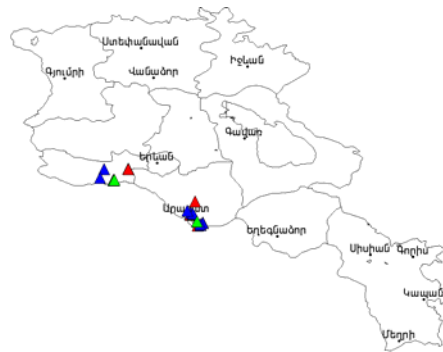 Ստեփանավան
Իջևան
Գյումրի
Վանաձոր
Գավառ
Երևան
Եղեգնաձոր
Սիսիան
Գորիս
Կապան
Մեղրի